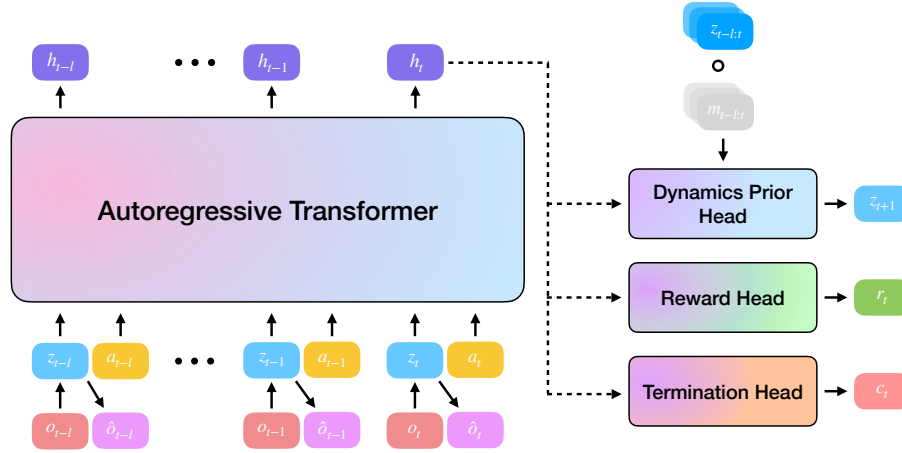 h_{t-l} ••• h_{t-1} h_t
Autoregressive Transformer
z_{t-l} a_{t-l} ••• z_{t-1} a_{t-1} z_t a_t
o_{t-l} ô_{t-l} o_{t-1} ô_{t-1} o_t ô_t
z_{t-l:t}
m_{t-l:t}
Dynamics Prior
Head
z_{t+1}
Reward Head
r_t
Termination Head
c_t